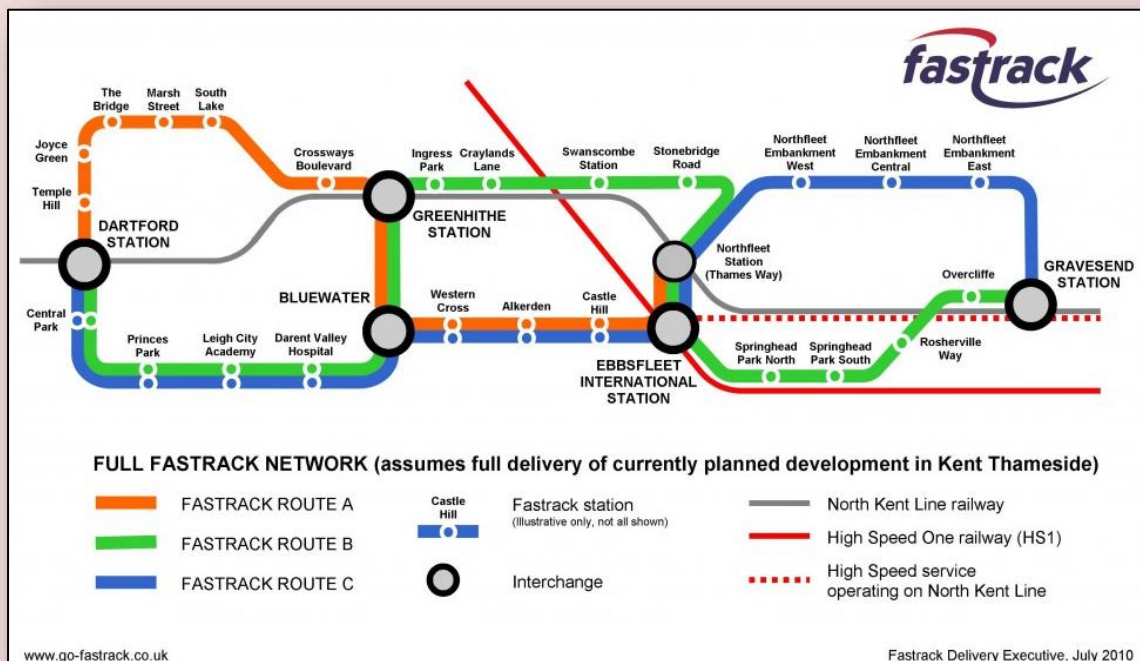 fastrack
The
Bridge
Marsh
Street
South
Lake
Joyce
Green
Temple
Hill
Crossways
Boulevard
Ingress
Park
Craylands
Lane
Swanscombe
Station
Stonebridge
Road
Northfleet
Embankment
West
Northfleet
Embankment
Central
Northfleet
Embankment
East
DARTFORD
STATION
GREENHITHE
STATION
Northfleet
Station
(Thames Way)
GRAVESEND
STATION
Overcliffe
BLUEWATER
Western
Cross
Alkerden
Castle
Hill
Central
Park
Princes
Park
Leigh City
Academy
Darent Valley
Hospital
EBBSFLEET
INTERNATIONAL
STATION
Springhead
Park North
Springhead
Park South
Rosherville
Way
FULL FASTRACK NETWORK (assumes full delivery of currently planned development in Kent Thameside)
FASTRACK ROUTE A
FASTRACK ROUTE B
FASTRACK ROUTE C
Castle
Hill
Fastrack station
(Illustrative only, not all shown)
Interchange
North Kent Line railway
High Speed One railway (HS1)
High Speed service
operating on North Kent Line
www.go-fastrack.co.uk
Fastrack Delivery Executive, July 2010